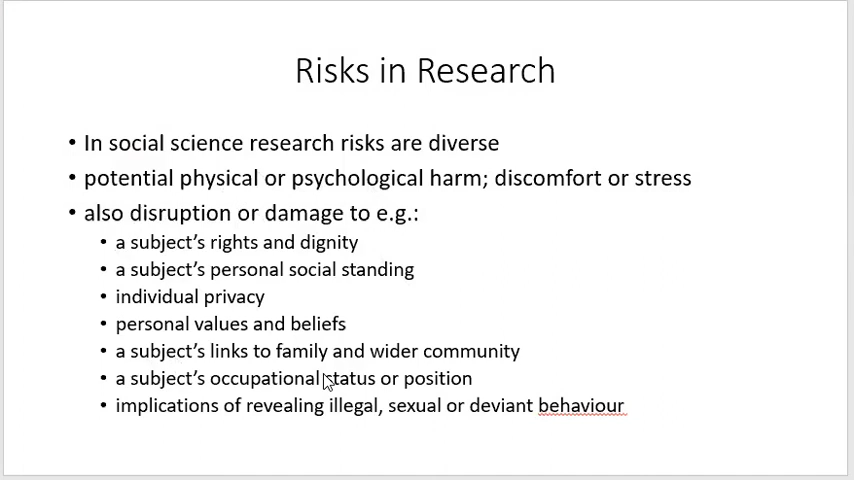 Risks in Research
• In social science research risks are diverse
• potential physical or psychological harm; discomfort or stress
• also disruption or damage to e.g.:
• a subject’s rights and dignity
• a subject’s personal social standing
• individual privacy
• personal values and beliefs
• a subject’s links to family and wider community
• a subject’s occupational status or position
• implications of revealing illegal, sexual or deviant behaviour